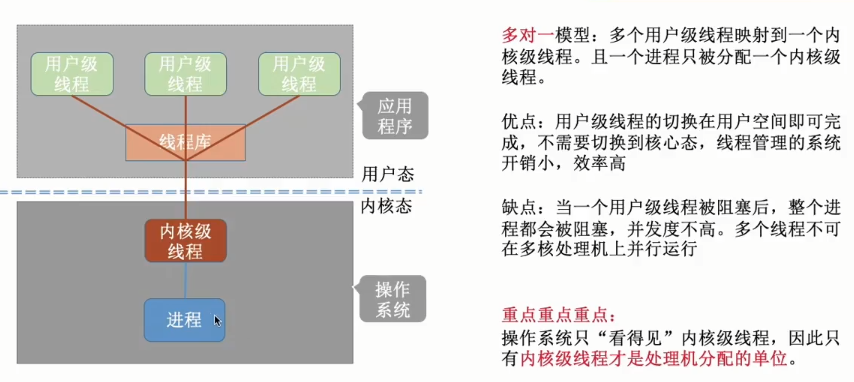 用户级
线程
用户级
线程
用户级
线程
线程库
应用
程序
用户态
内核态
内核级
线程
进程
操作
系统
多对一模型：多个用户级线程映射到一个内
核级线程。且一个进程只被分配一个内核级
线程。
优点：用户级线程的切换在用户空间即可完
成，不需要切换到核心态，线程管理的系统
开销小，效率高
缺点：当一个用户级线程被阻塞后，整个进
程都会被阻塞，并发度不高。多个线程不可
在多核处理机上并行运行
重点重点重点：
操作系统只“看得见”内核级线程，因此只
有内核级线程才是处理机分配的单位。